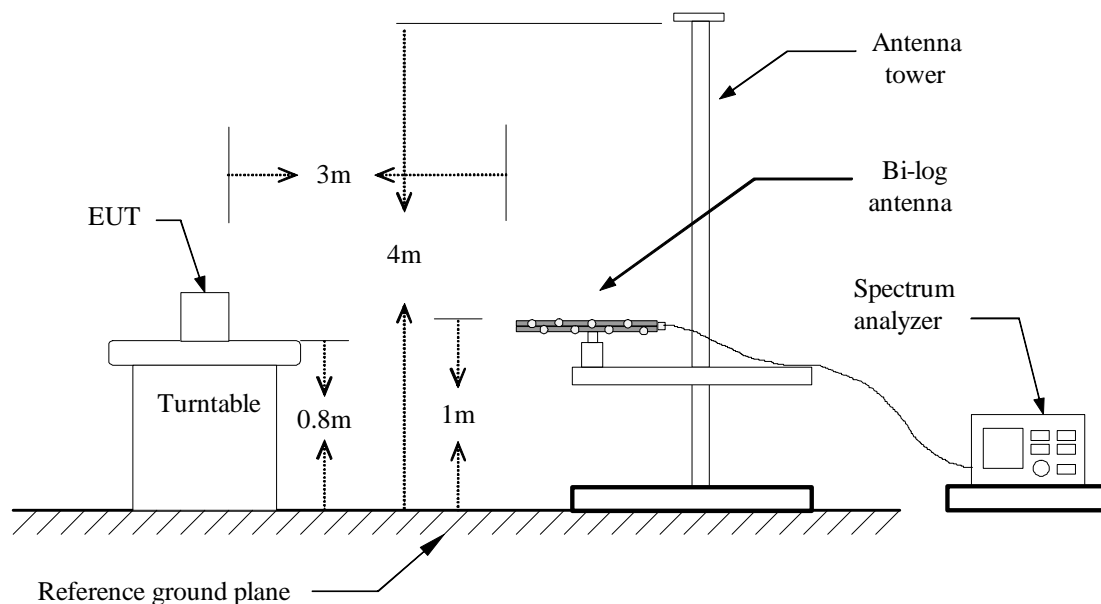 Antenna
tower
3m
Bi-log
antenna
EUT
4m
Spectrum
analyzer
Turntable
0.8m
1m
Reference ground plane